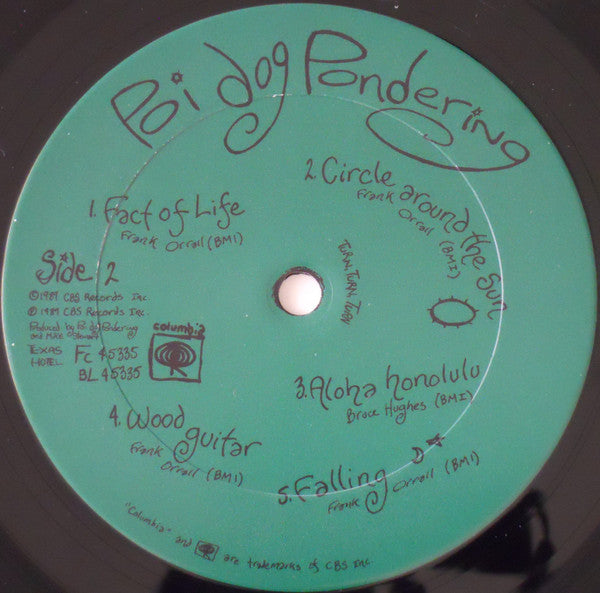 Poi dog Pondering
1. Fact of Life
Frank Orrall (BMI)
2. Circle around the Sun
Frank Orrall (BMI)
Side 2
Turn, Turn, Turn
©1989 CBS Records Inc.
℗ 1989 CBS Records Inc.
Produced by Poi dog Pondering
and Mike Stewart
columbia
TEXAS HOTEL
FC 45335
BL 45335
3. Aloha honolulu
Bruce Hughes (BMI)
4. Wood guitar
Frank Orrall (BMI)
5. Falling
Frank Orrall (BMI)
"Columbia" and are trademarks of CBS Inc.